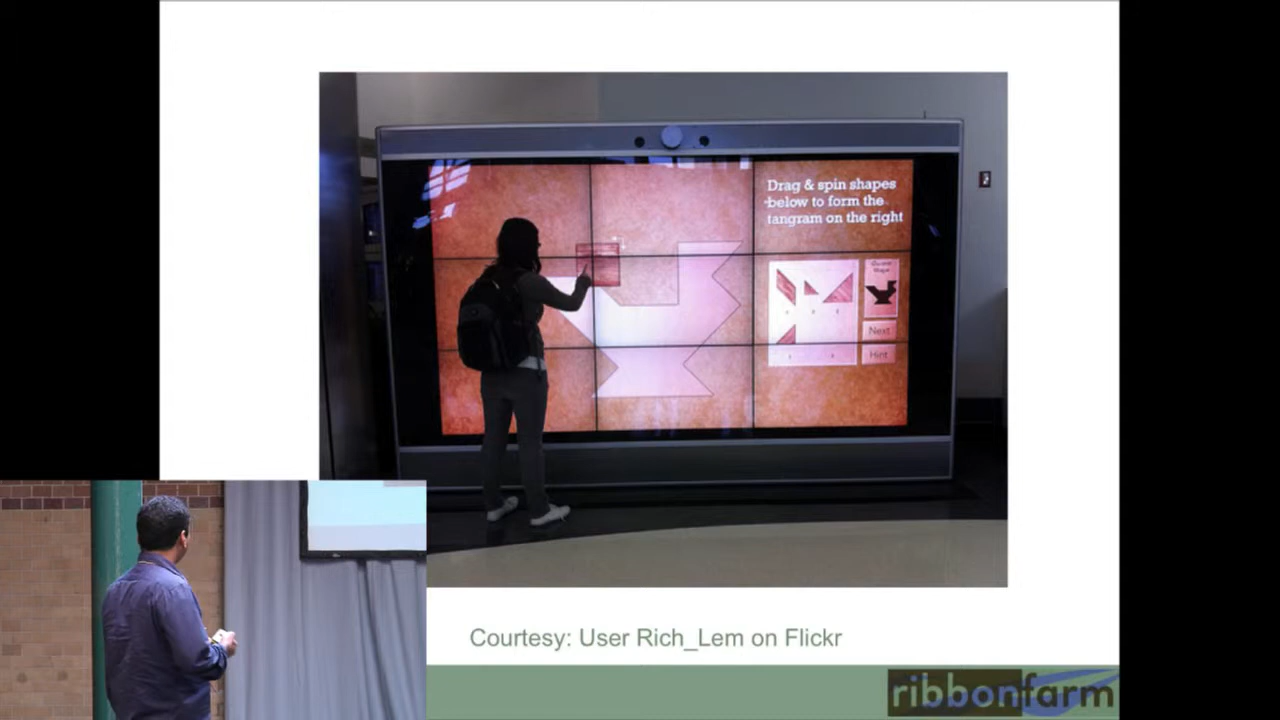 Drag & spin shapes
below to form the
tangram on the right
Next
Hint
Courtesy: User Rich_Lem on Flickr
ribbonfarm